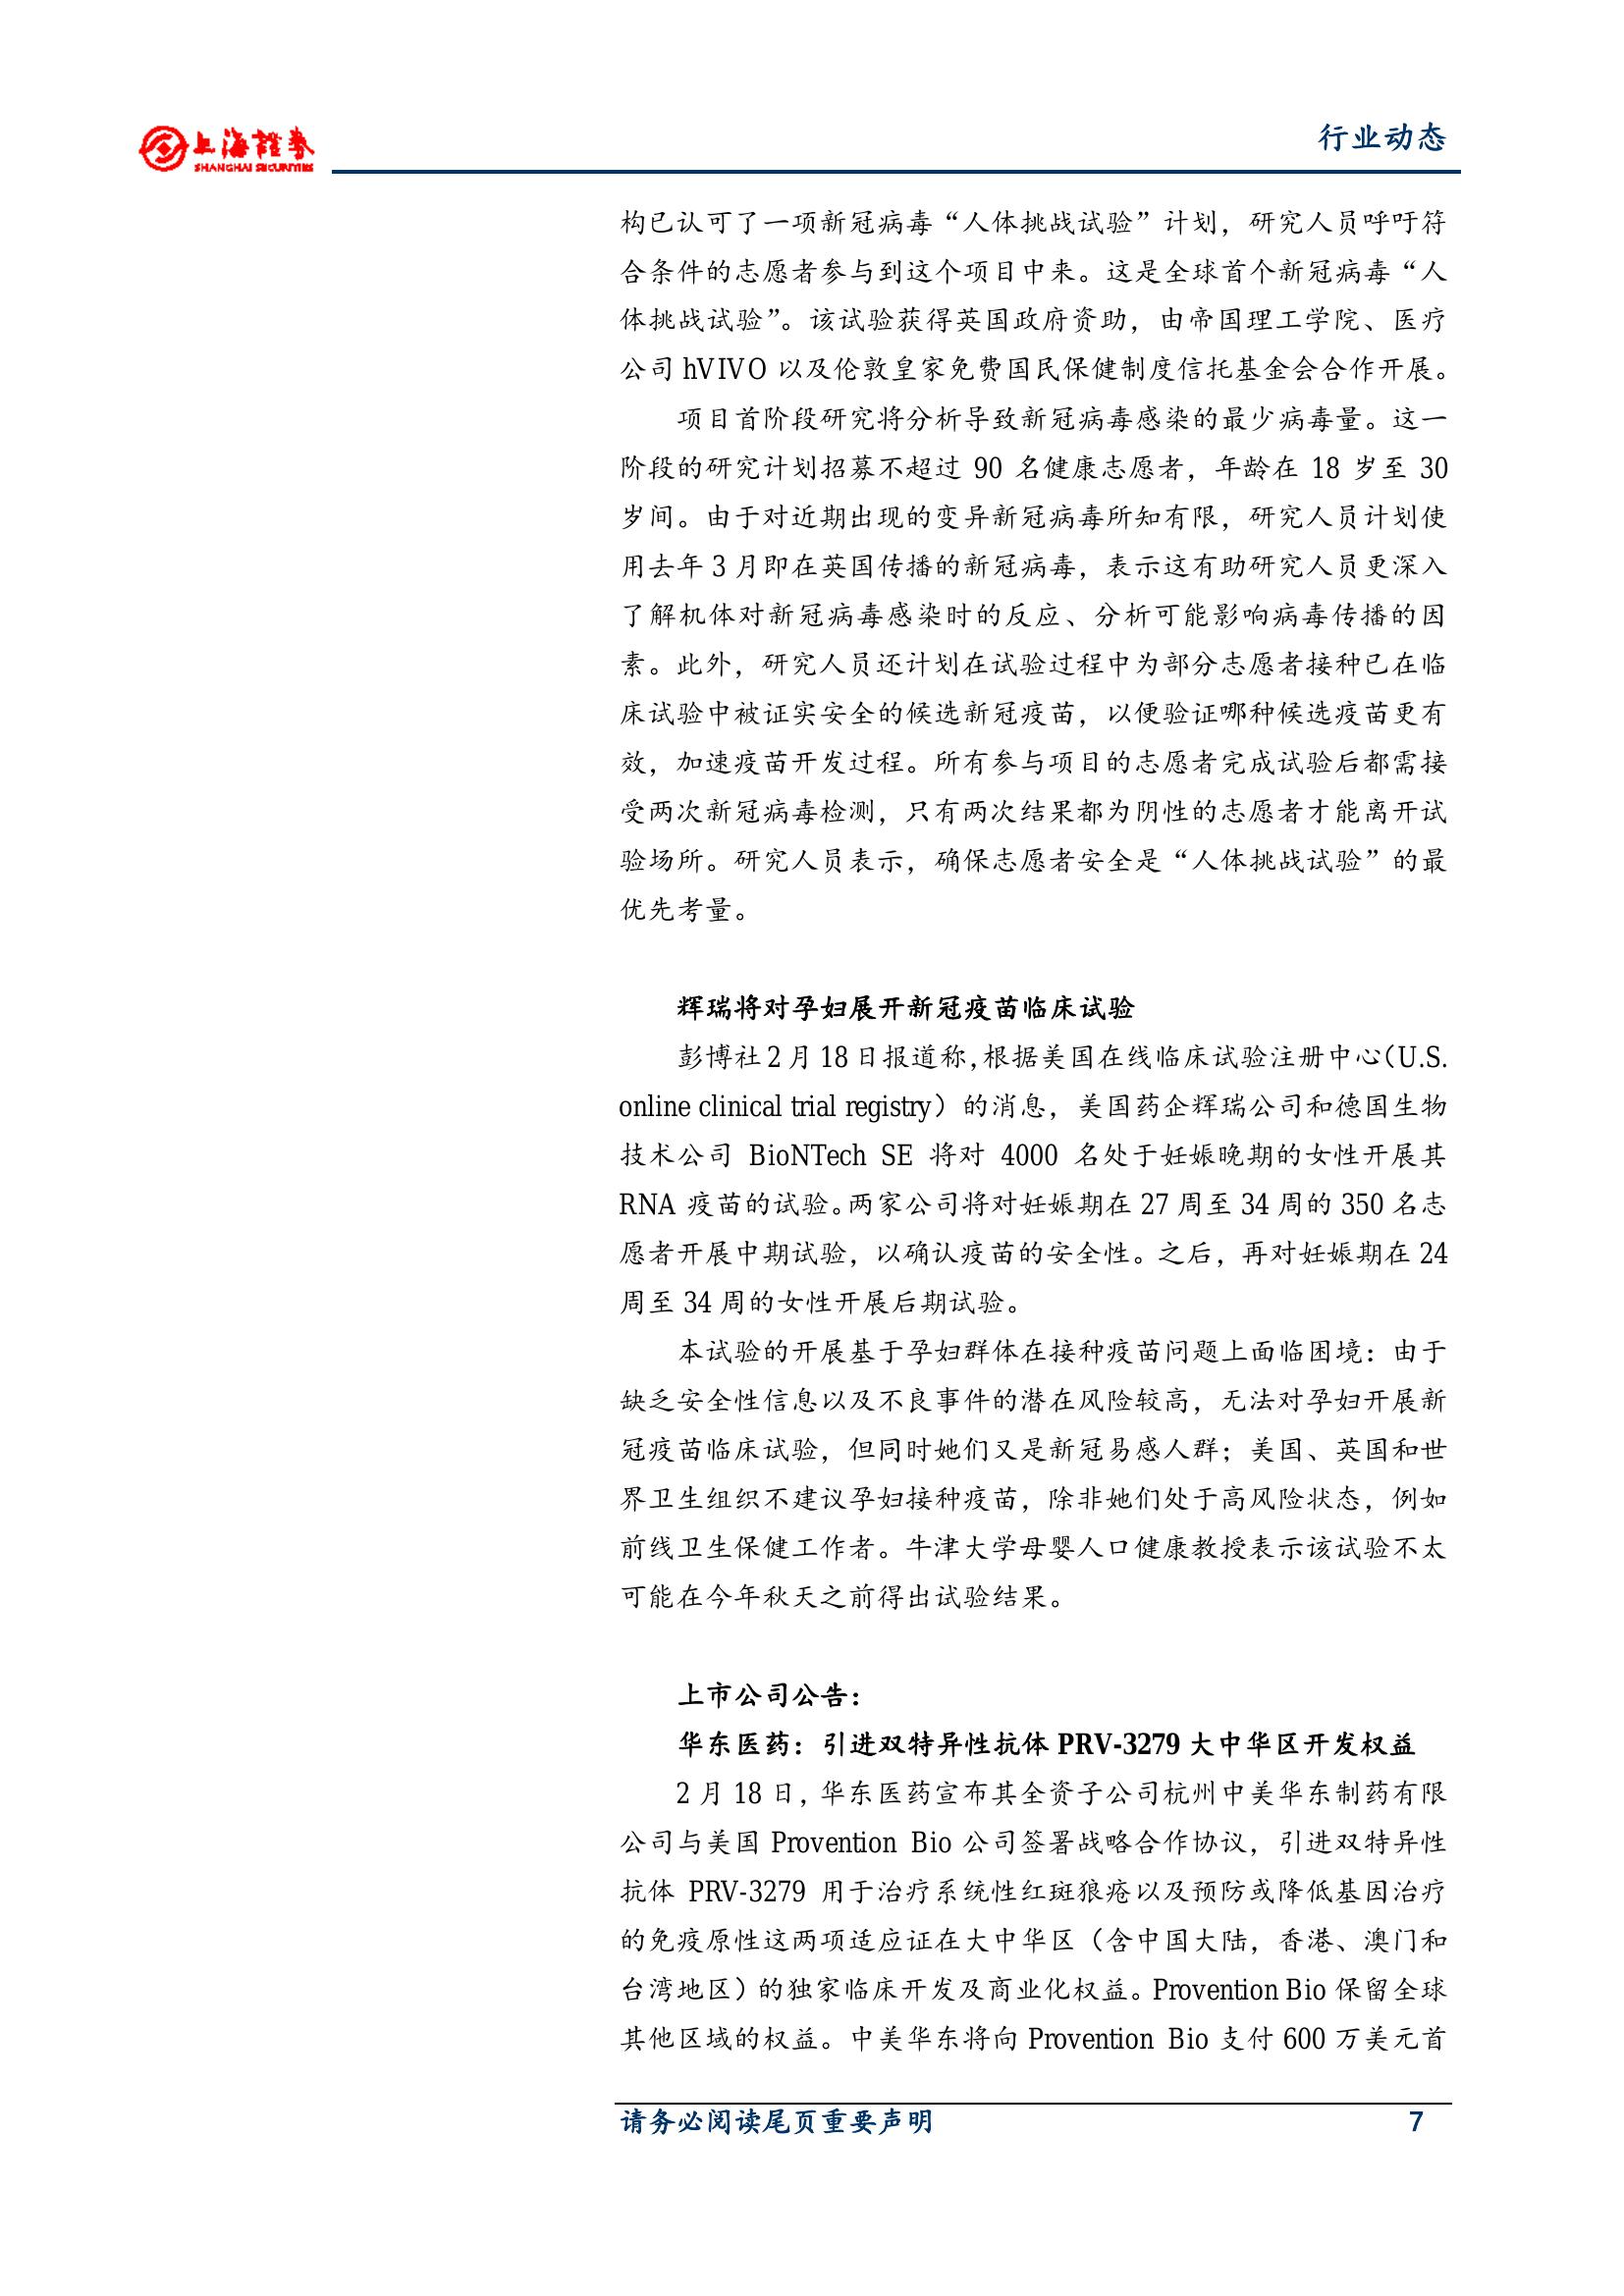 上海證券
SHANGHAI SECURITIES
行业动态
构已认可了一项新冠病毒“人体挑战试验”计划，研究人员呼吁符
合条件的志愿者参与到这个项目中来。这是全球首个新冠病毒“人
体挑战试验”。该试验获得英国政府资助，由帝国理工学院、医疗
公司 hVIVO 以及伦敦皇家免费国民保健制度信托基金会合作开展。
项目首阶段研究将分析导致新冠病毒感染的最少病毒量。这一
阶段的研究计划招募不超过 90 名健康志愿者，年龄在 18 岁至 30
岁间。由于对近期出现的变异新冠病毒所知有限，研究人员计划使
用去年 3 月即在英国传播的新冠病毒，表示这有助研究人员更深入
了解机体对新冠病毒感染时的反应、分析可能影响病毒传播的因
素。此外，研究人员还计划在试验过程中为部分志愿者接种已在临
床试验中被证实安全的候选新冠疫苗，以便验证哪种候选疫苗更有
效，加速疫苗开发过程。所有参与项目的志愿者完成试验后都需接
受两次新冠病毒检测，只有两次结果都为阴性的志愿者才能离开试
验场所。研究人员表示，确保志愿者安全是“人体挑战试验”的最
优先考量。
辉瑞将对孕妇展开新冠疫苗临床试验
彭博社 2 月 18 日报道称，根据美国在线临床试验注册中心（U.S.
online clinical trial registry）的消息，美国药企辉瑞公司和德国生物
技术公司 BioNTech SE 将对 4000 名处于妊娠晚期的女性开展其
RNA 疫苗的试验。两家公司将对妊娠期在 27 周至 34 周的 350 名志
愿者开展中期试验，以确认疫苗的安全性。之后，再对妊娠期在 24
周至 34 周的女性开展后期试验。
本试验的开展基于孕妇群体在接种疫苗问题上面临困境：由于
缺乏安全性信息以及不良事件的潜在风险较高，无法对孕妇开展新
冠疫苗临床试验，但同时她们又是新冠易感人群；美国、英国和世
界卫生组织不建议孕妇接种疫苗，除非她们处于高风险状态，例如
前线卫生保健工作者。牛津大学母婴人口健康教授表示该试验不太
可能在今年秋天之前得出试验结果。
上市公司公告：
华东医药：引进双特异性抗体 PRV-3279 大中华区开发权益
2 月 18 日，华东医药宣布其全资子公司杭州中美华东制药有限
公司与美国 Provention Bio 公司签署战略合作协议，引进双特异性
抗体 PRV-3279 用于治疗系统性红斑狼疮以及预防或降低基因治疗
的免疫原性这两项适应证在大中华区（含中国大陆，香港、澳门和
台湾地区）的独家临床开发及商业化权益。Provention Bio 保留全球
其他区域的权益。中美华东将向 Provention Bio 支付 600 万美元首
请务必阅读尾页重要声明
7